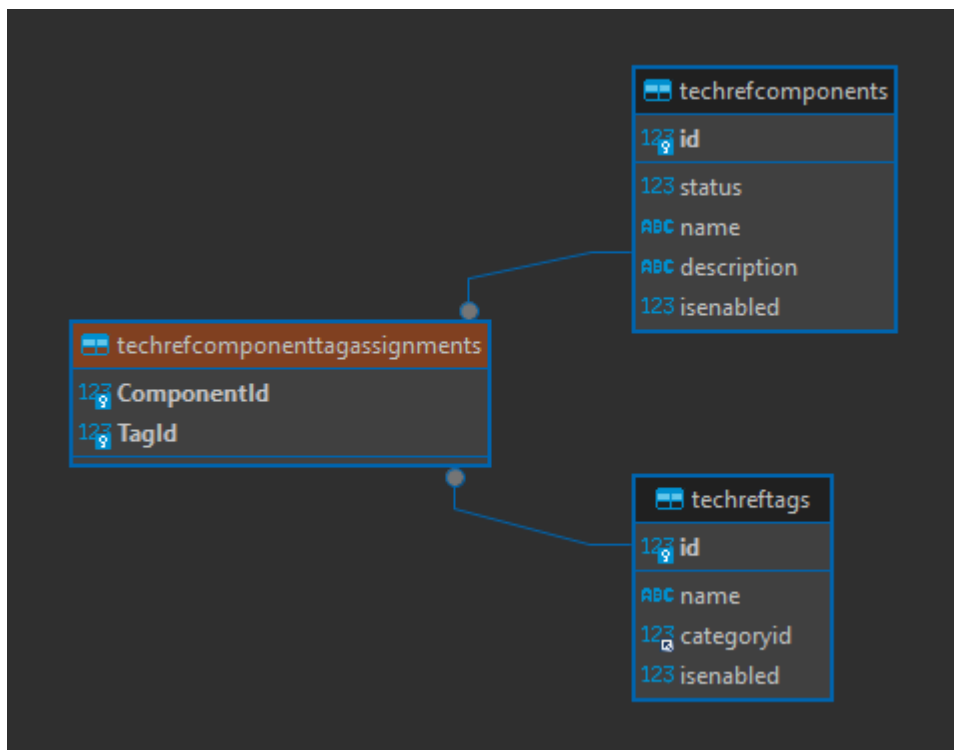 techrefcomponents
123 id
123 status
ABC name
ABC description
123 isenabled
techrefcomponenttagassignments
123 ComponentId
123 TagId
techreftags
123 id
ABC name
123 categoryid
123 isenabled